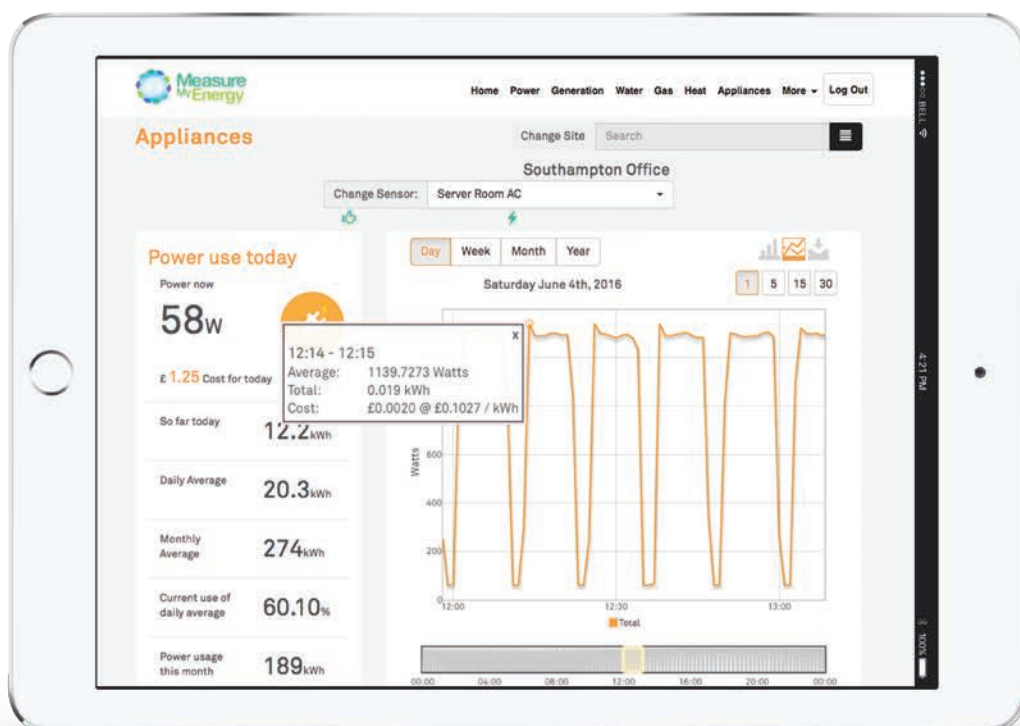 Measure
MyEnergy
Home Power Generation Water Gas Heat Appliances More Log Out
Appliances
Change Site Search
Southampton Office
Change Sensor: Server Room AC
Power use today
Power now
58W
£ 1.25 Cost for today
So far today
12.2kWh
Daily Average
20.3kWh
Monthly
Average
274kWh
Current use of
daily average
60.10%
Power usage
this month
189kWh
Day Week Month Year
Saturday June 4th, 2016
1 5 15 30
X
12:14 - 12:15
Average: 1139.7273 Watts
Total: 0.019 kWh
Cost: £0.0020 @ £0.1027 / kWh
Watts
600
400
200
0
12:00 12:30 13:00
Total
00:00 04:00 08:00 12:00 16:00 20:00 00:00
BELL
4:21 PM
100%